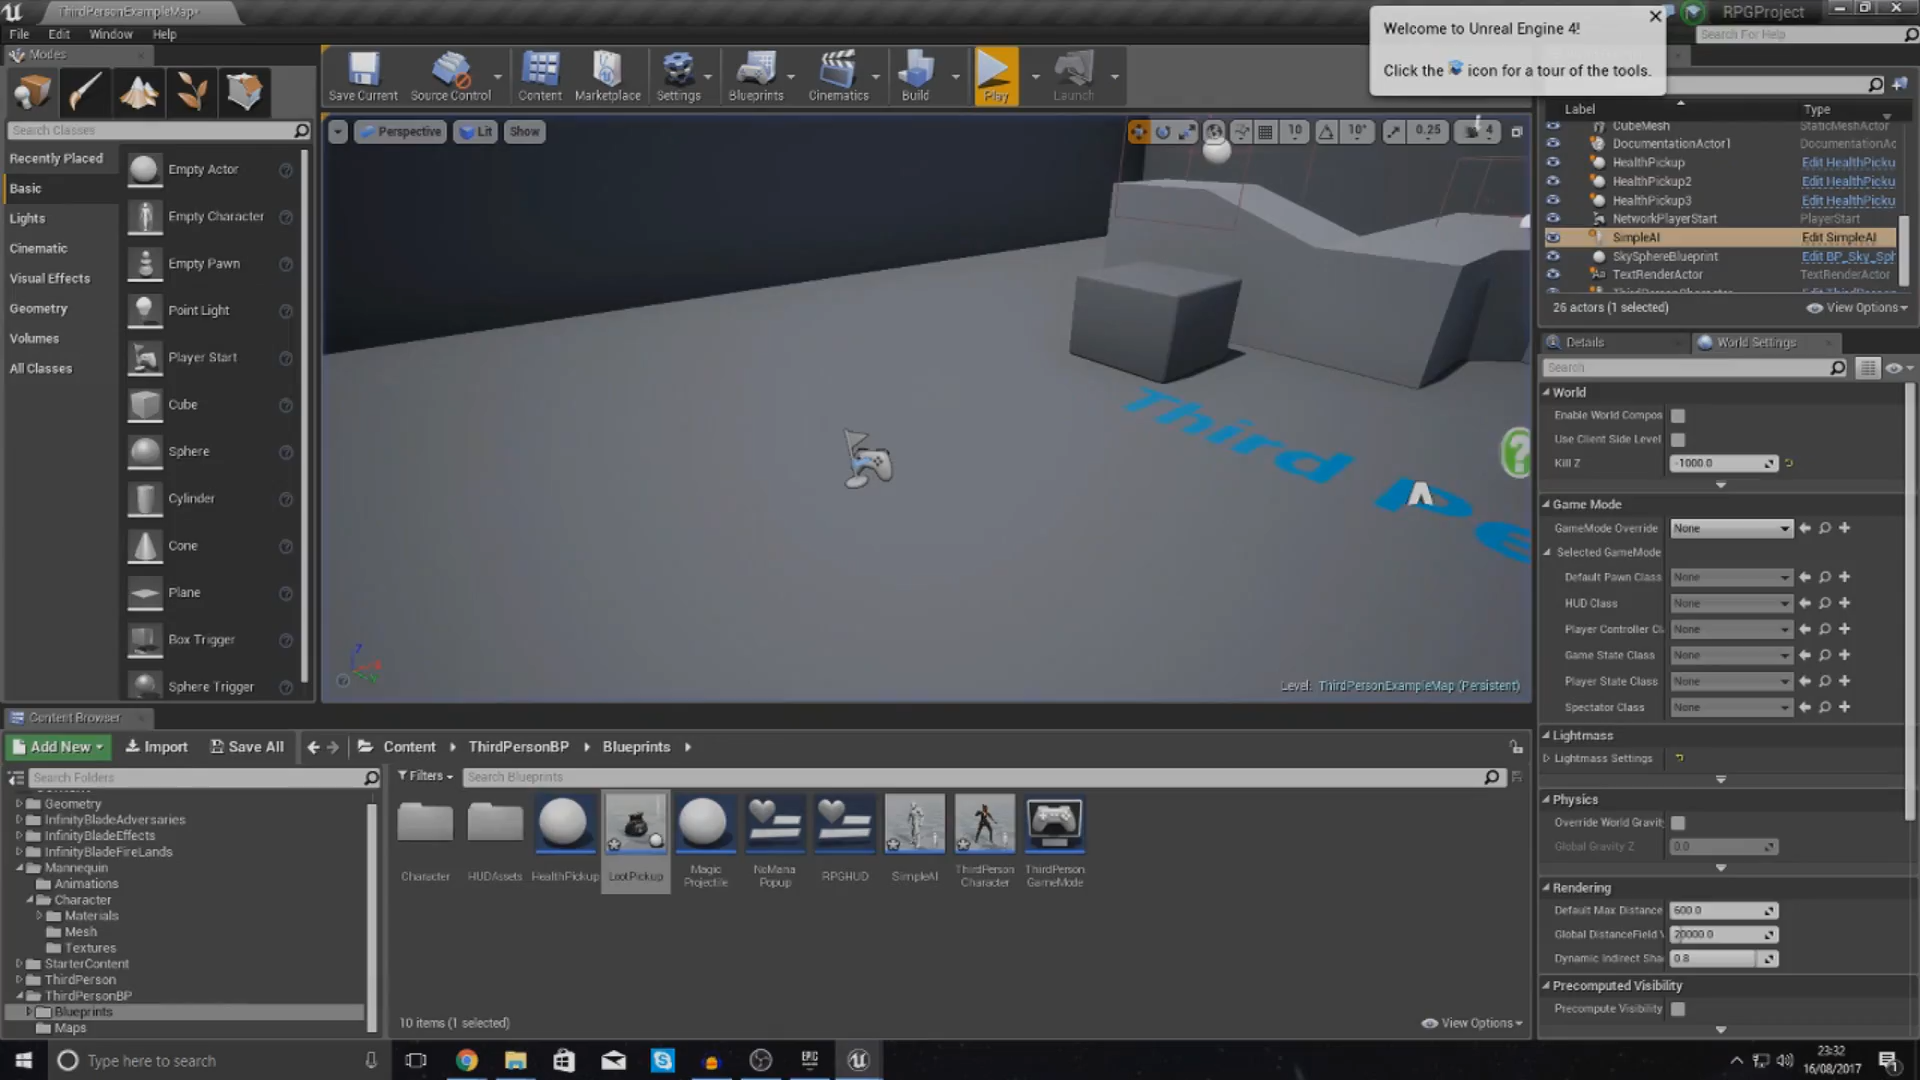 ThirdPersonExampleMap*
RPGProject
File Edit Window Help
Search For Help
Welcome to Unreal Engine 4!
Click the icon for a tour of the tools.
Modes
Save Current
Source Control
Content
Marketplace
Settings
Blueprints
Cinematics
Build
Play
Launch
Search Classes
Recently Placed
Basic
Lights
Cinematic
Visual Effects
Geometry
Volumes
All Classes
Empty Actor
Empty Character
Empty Pawn
Point Light
Player Start
Cube
Sphere
Cylinder
Cone
Plane
Box Trigger
Sphere Trigger
Perspective
Lit
Show
10
10°
0.25
4
Third Pe
Level: ThirdPersonExampleMap (Persistent)
Label Type
CubeMesh StaticMeshActor
DocumentationActor1 DocumentationAc
HealthPickup Edit HealthPicku
HealthPickup2 Edit HealthPicku
HealthPickup3 Edit HealthPicku
NetworkPlayerStart PlayerStart
SimpleAI Edit SimpleAI
SkySphereBlueprint Edit BP_Sky_Sph
TextRenderActor TextRenderActor
26 actors (1 selected)
View Options
Details
World Settings
Search
World
Enable World Compos
Use Client Side Level
Kill Z -1000.0
Game Mode
GameMode Override None
Selected GameMode
Default Pawn Class None
HUD Class None
Player Controller Cl None
Game State Class None
Player State Class None
Spectator Class None
Lightmass
Lightmass Settings
Physics
Override World Gravit
Global Gravity Z 0.0
Rendering
Default Max Distance 600.0
Global DistanceField V 20000.0
Dynamic Indirect Sha 0.8
Precomputed Visibility
Precompute Visibility
Content Browser
Add New
Import
Save All
Content
ThirdPersonBP
Blueprints
Search Folders
Filters
Search Blueprints
Geometry
InfinityBladeAdversaries
InfinityBladeEffects
InfinityBladeFireLands
Mannequin
Animations
Character
Materials
Mesh
Textures
StarterContent
ThirdPerson
ThirdPersonBP
Blueprints
Maps
Character
HUDAssets
HealthPickup
LootPickup
Magic
Projectile
NoMana
Popup
RPGHUD
SimpleAI
ThirdPerson
Character
ThirdPerson
GameMode
10 items (1 selected)
View Options
Type here to search
EPIC
23:32
16/08/2017